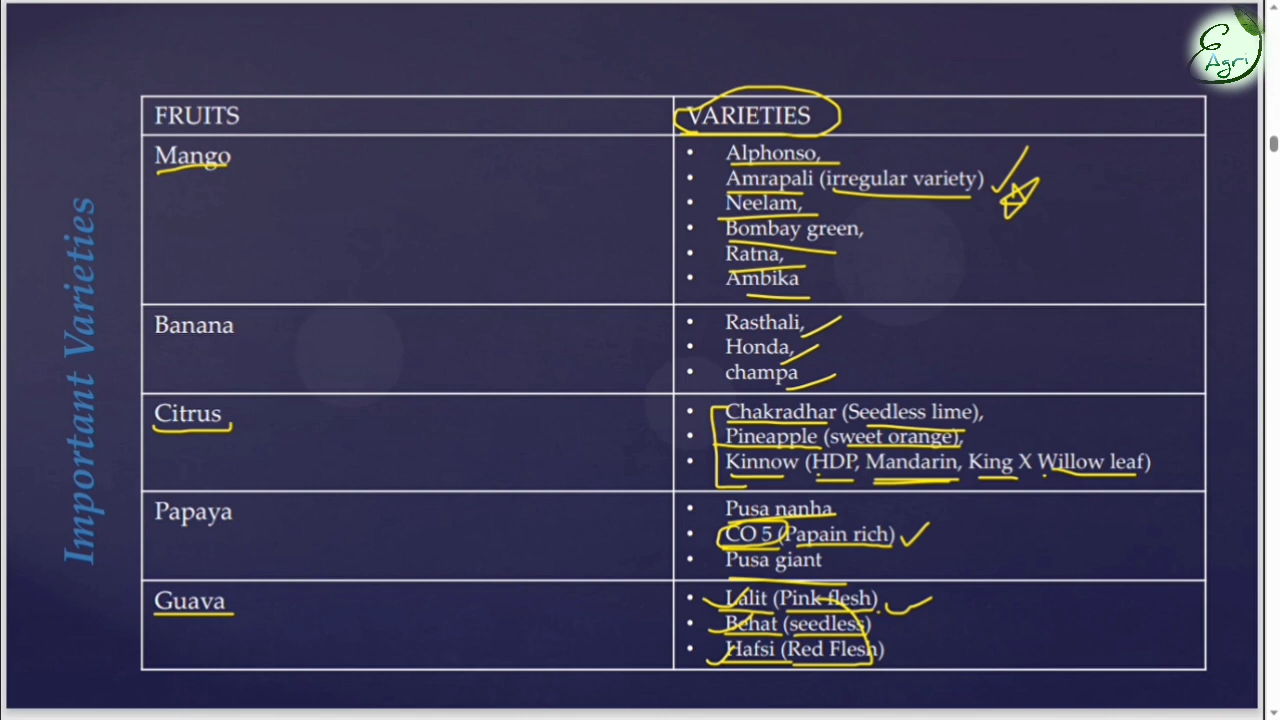 E
Agri
Important Varieties
FRUITS
VARIETIES
Mango
• Alphonso,
• Amrapali (irregular variety)
• Neelam,
• Bombay green,
• Ratna,
• Ambika
Banana
• Rasthali,
• Honda,
• champa
Citrus
• Chakradhar (Seedless lime),
• Pineapple (sweet orange),
• Kinnow (HDP, Mandarin, King X Willow leaf)
Papaya
• Pusa nanha
• CO 5 (Papain rich)
• Pusa giant
Guava
• Lalit (Pink flesh)
• Behat (seedless)
• Hafsi (Red Flesh)